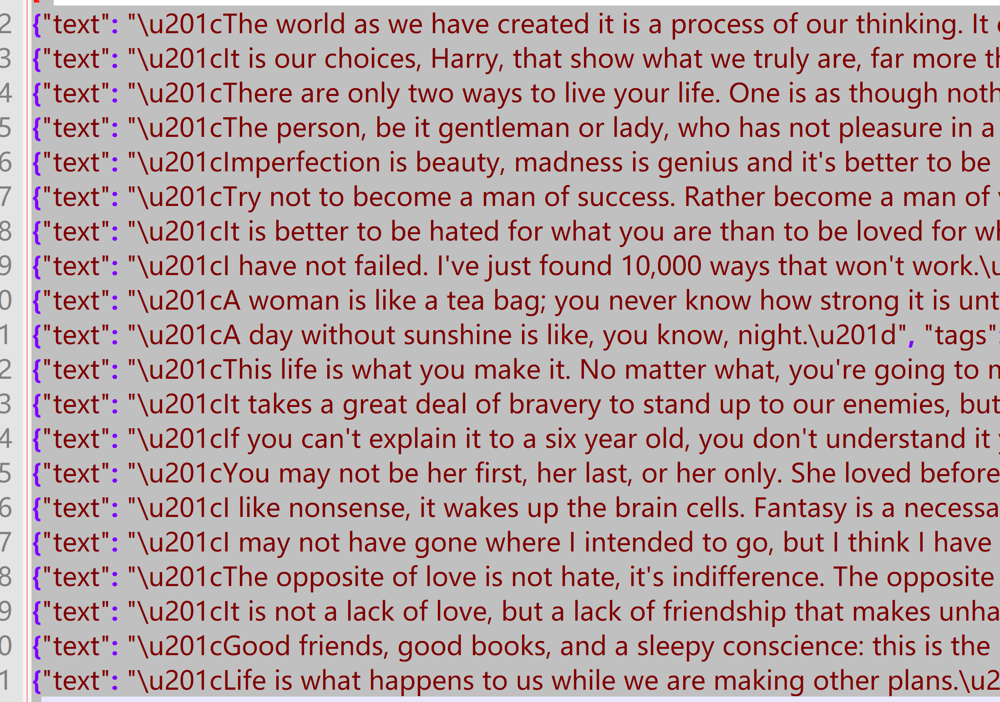 2 {"text": "\u201cThe world as we have created it is a process of our thinking. It
3 {"text": "\u201cIt is our choices, Harry, that show what we truly are, far more th
4 {"text": "\u201cThere are only two ways to live your life. One is as though noth
5 {"text": "\u201cThe person, be it gentleman or lady, who has not pleasure in a
6 {"text": "\u201cImperfection is beauty, madness is genius and it's better to be
7 {"text": "\u201cTry not to become a man of success. Rather become a man of
8 {"text": "\u201cIt is better to be hated for what you are than to be loved for wh
9 {"text": "\u201cI have not failed. I've just found 10,000 ways that won't work.\u
0 {"text": "\u201cA woman is like a tea bag; you never know how strong it is unt
1 {"text": "\u201cA day without sunshine is like, you know, night.\u201d", "tags":
2 {"text": "\u201cThis life is what you make it. No matter what, you're going to
3 {"text": "\u201cIt takes a great deal of bravery to stand up to our enemies, but
4 {"text": "\u201cIf you can't explain it to a six year old, you don't understand it
5 {"text": "\u201cYou may not be her first, her last, or her only. She loved before
6 {"text": "\u201cI like nonsense, it wakes up the brain cells. Fantasy is a necessa
7 {"text": "\u201cI may not have gone where I intended to go, but I think I have
8 {"text": "\u201cThe opposite of love is not hate, it's indifference. The opposite
9 {"text": "\u201cIt is not a lack of love, but a lack of friendship that makes unha
0 {"text": "\u201cGood friends, good books, and a sleepy conscience: this is the
1 {"text": "\u201cLife is what happens to us while we are making other plans.\u2